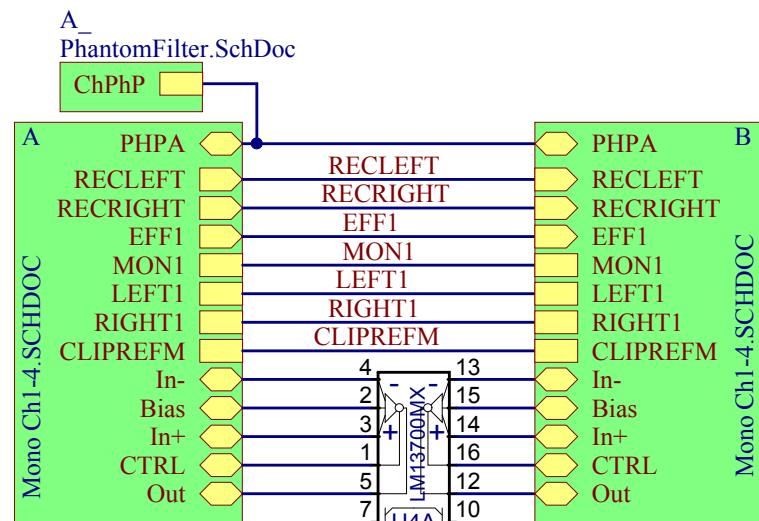 A_
PhantomFilter.SchDoc
ChPhP
A
PHPA
PHPA
B
RECLEFT
RECLEFT
RECLEFT
RECRIGHT
RECRIGHT
RECRIGHT
EFF1
EFF1
EFF1
MON1
MON1
MON1
LEFT1
LEFT1
LEFT1
RIGHT1
RIGHT1
RIGHT1
CLIPREFM
CLIPREFM
CLIPREFM
In-
4
-
-
13
In-
Bias
2
15
Bias
In+
3
+
+
14
In+
CTRL
1
16
CTRL
Out
5
12
Out
7
10
LM13700MX
U4A
Mono Ch1-4.SCHDOC
Mono Ch1-4.SCHDOC